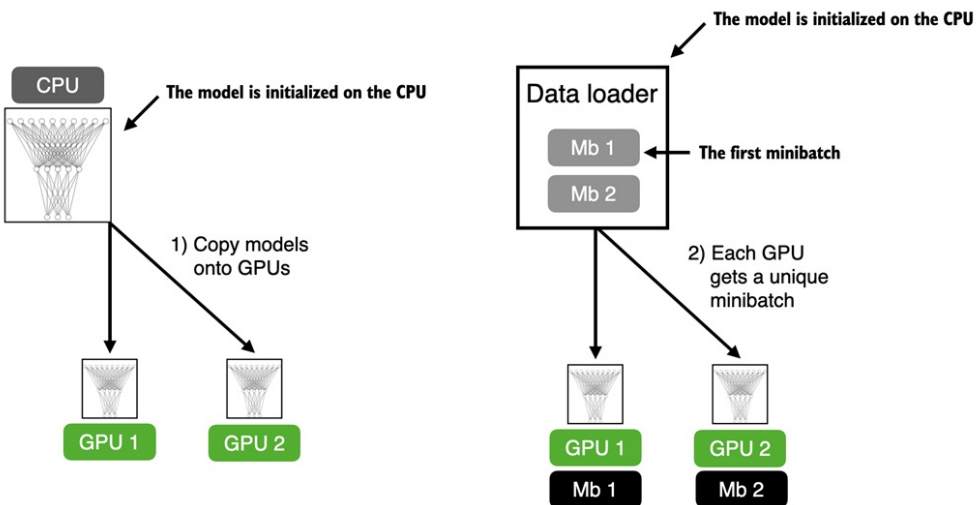 CPU
The model is initialized on the CPU
1) Copy models
onto GPUs
GPU 1
GPU 2
The model is initialized on the CPU
Data loader
Mb 1
The first minibatch
Mb 2
2) Each GPU
gets a unique
minibatch
GPU 1
GPU 2
Mb 1
Mb 2